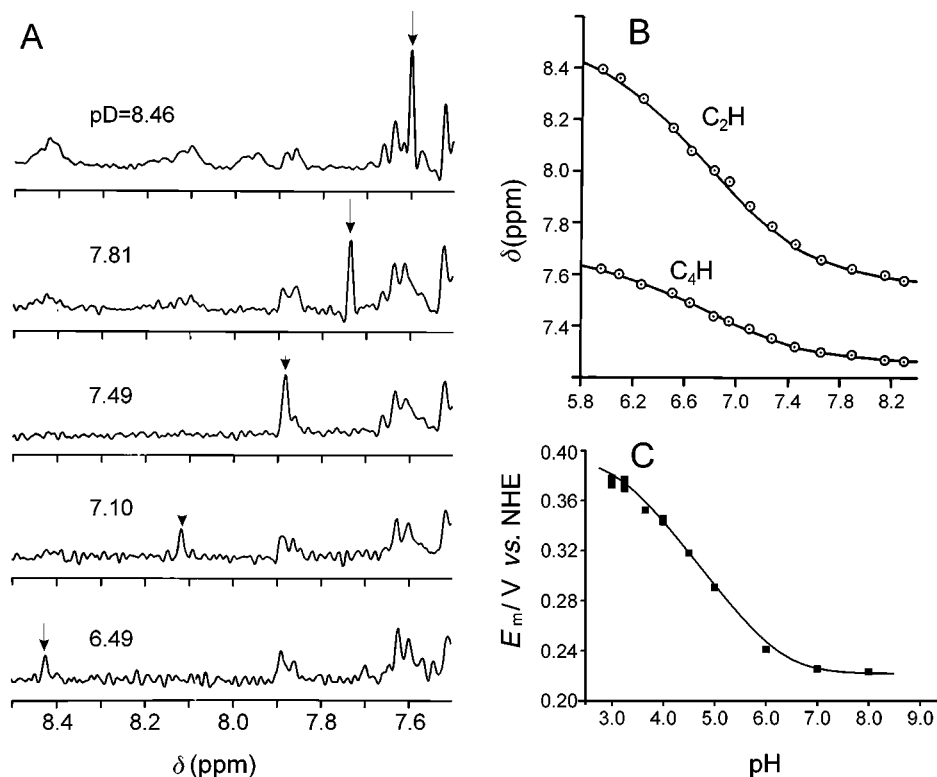 A
pD=8.46
7.81
7.49
7.10
6.49
8.4 8.2 8.0 7.8 7.6
δ (ppm)
B
8.4
8.2
8.0
7.8
7.6
7.4
δ(ppm)
C₂H
C₄H
5.8 6.2 6.6 7.0 7.4 7.8 8.2
C
0.40
0.36
0.32
0.28
0.24
0.20
Eₘ/ V vs. NHE
3.0 4.0 5.0 6.0 7.0 8.0 9.0
pH